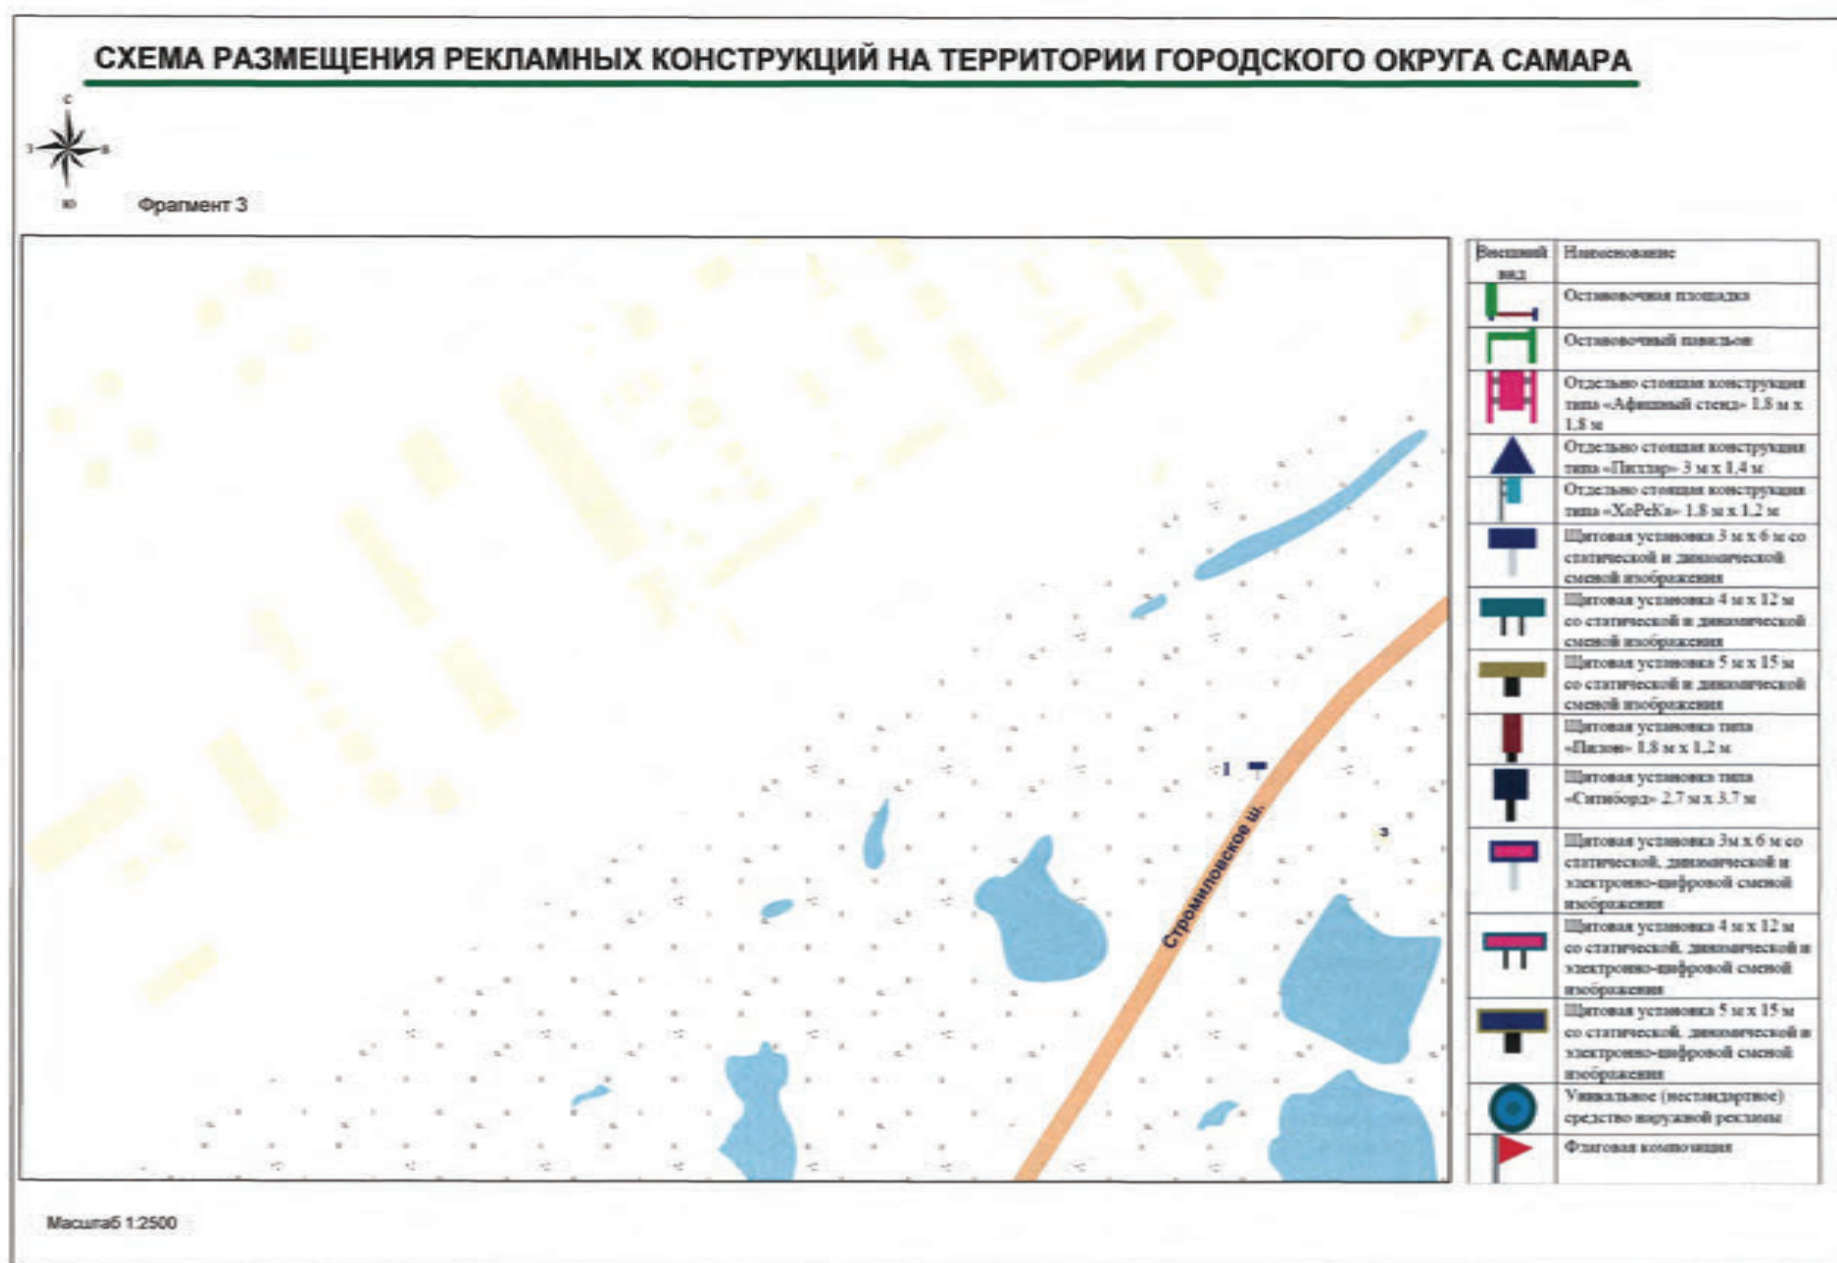 СХЕМА РАЗМЕЩЕНИЯ РЕКЛАМНЫХ КОНСТРУКЦИЙ НА ТЕРРИТОРИИ ГОРОДСКОГО ОКРУГА САМАРА
С
З В
Ю
Фрагмент 3
Внешний вид
Наименование
Остановочная площадка
Остановочный павильон
Отдельно стоящая конструкция
типа «Афишный стенд» 1,8 м х
1,8 м
Отдельно стоящая конструкция
типа «Пиллар» 3 м х 1,4 м
Отдельно стоящая конструкция
типа «ХоРеКа» 1,8 м х 1,2 м
Щитовая установка 3 м х 6 м со
статической и динамической
сменой изображения
Щитовая установка 4 м х 12 м
со статической и динамической
сменой изображения
Щитовая установка 5 м х 15 м
со статической и динамической
сменой изображения
Щитовая установка типа
«Пилон» 1,8 м х 1,2 м
Щитовая установка типа
«Ситиборд» 2,7 м х 3,7 м
Щитовая установка 3м х 6 м со
статической, динамической и
электронно-цифровой сменой
изображения
Щитовая установка 4 м х 12 м
со статической, динамической и
электронно-цифровой сменой
изображения
Щитовая установка 5 м х 15 м
со статической, динамической и
электронно-цифровой сменой
изображения
Уникальное (нестандартное)
средство наружной рекламы
Флаговая композиция
Стромиловское ш.
3
Масштаб 1:2500